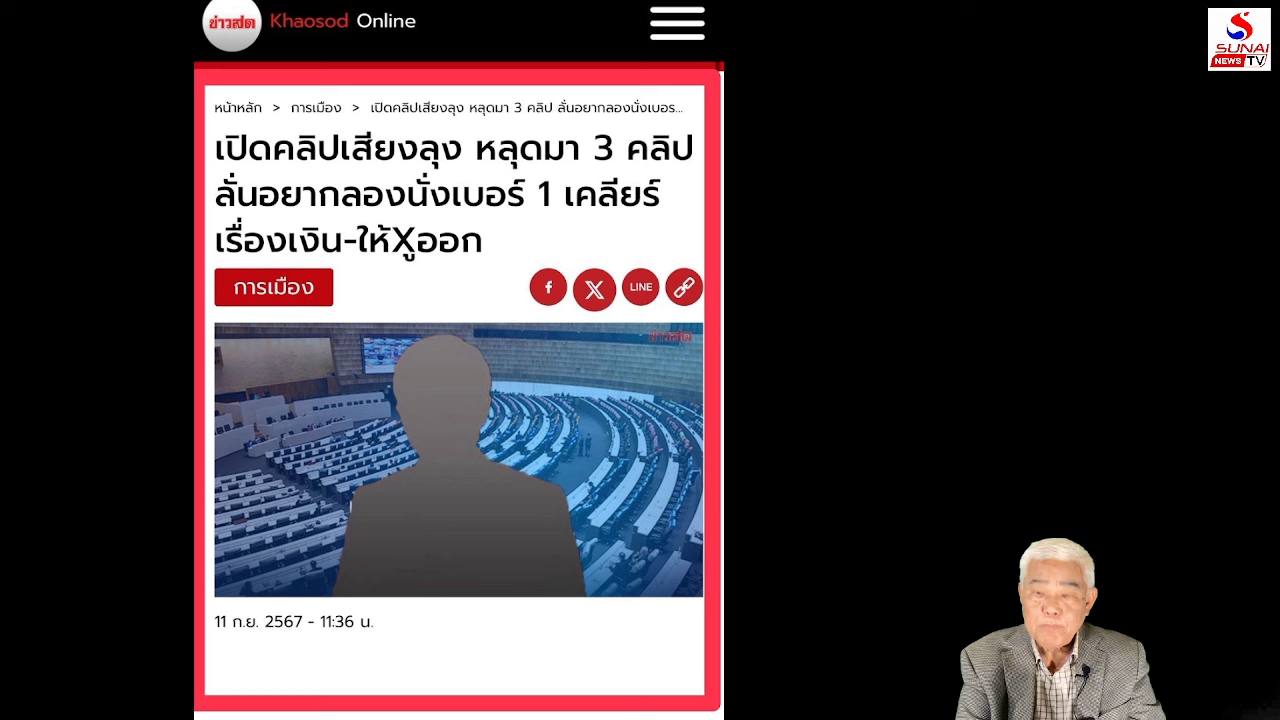 ข่าวสด Khaosod Online
SUNAI
NEWS TV
หน้าหลัก > การเมือง > เปิดคลิปเสียงลุง หลุดมา 3 คลิป ลั่นอยากลองนั่งเบอร...
เปิดคลิปเสียงลุง หลุดมา 3 คลิป
ลั่นอยากลองนั่งเบอร์ 1 เคลียร์
เรื่องเงิน-ให้Xูออก
การเมือง
LINE
ข่าวสด
11 ก.ย. 2567 - 11:36 น.